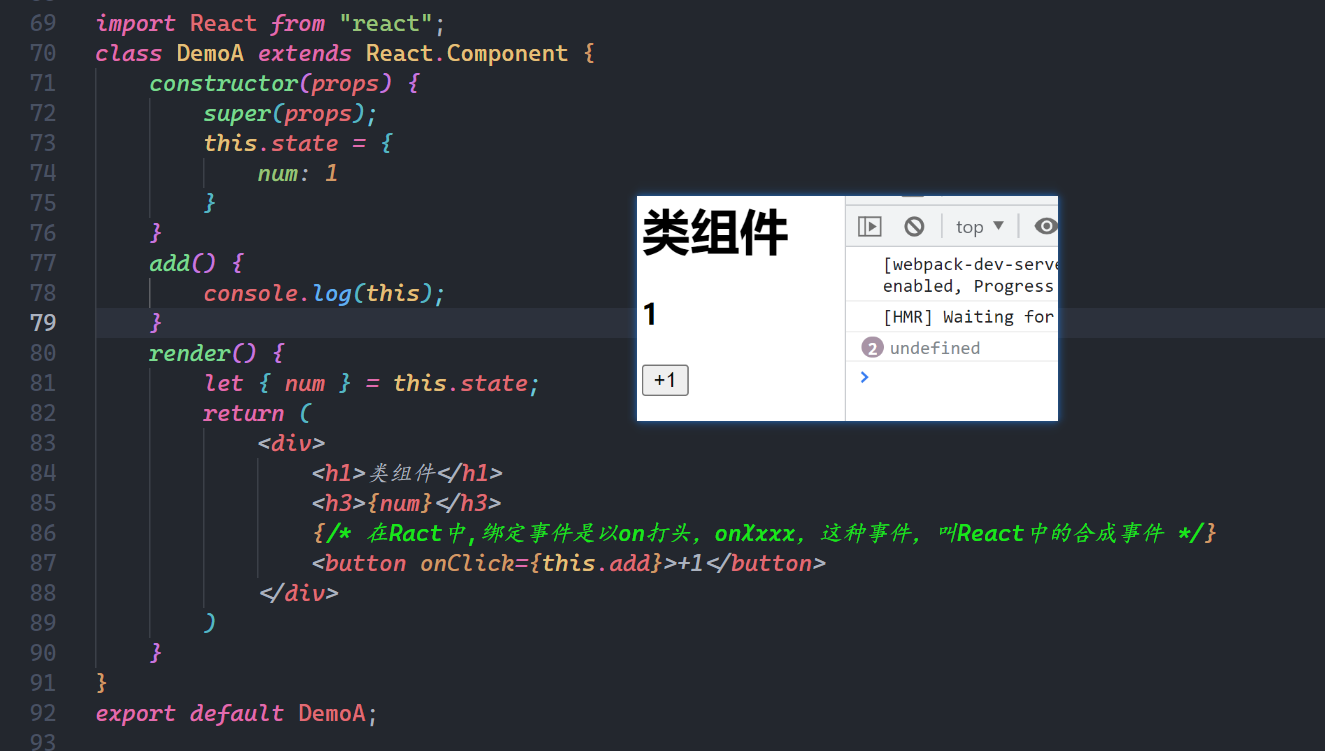 69 import React from "react";
70 class DemoA extends React.Component {
71 constructor(props) {
72 super(props);
73 this.state = {
74 num: 1
75 }
76 }
77 add() {
78 console.log(this);
79 }
80 render() {
81 let { num } = this.state;
82 return (
83 <div>
84 <h1>类组件</h1>
85 <h3>{num}</h3>
86 {/* 在Ract中,绑定事件是以on打头，onXxxx，这种事件，叫React中的合成事件 */}
87 <button onClick={this.add}>+1</button>
88 </div>
89 )
90 }
91 }
92 export default DemoA;
93
类组件
1
+1
top ▼
[webpack-dev-serve
enabled, Progress
[HMR] Waiting for
2 undefined
>